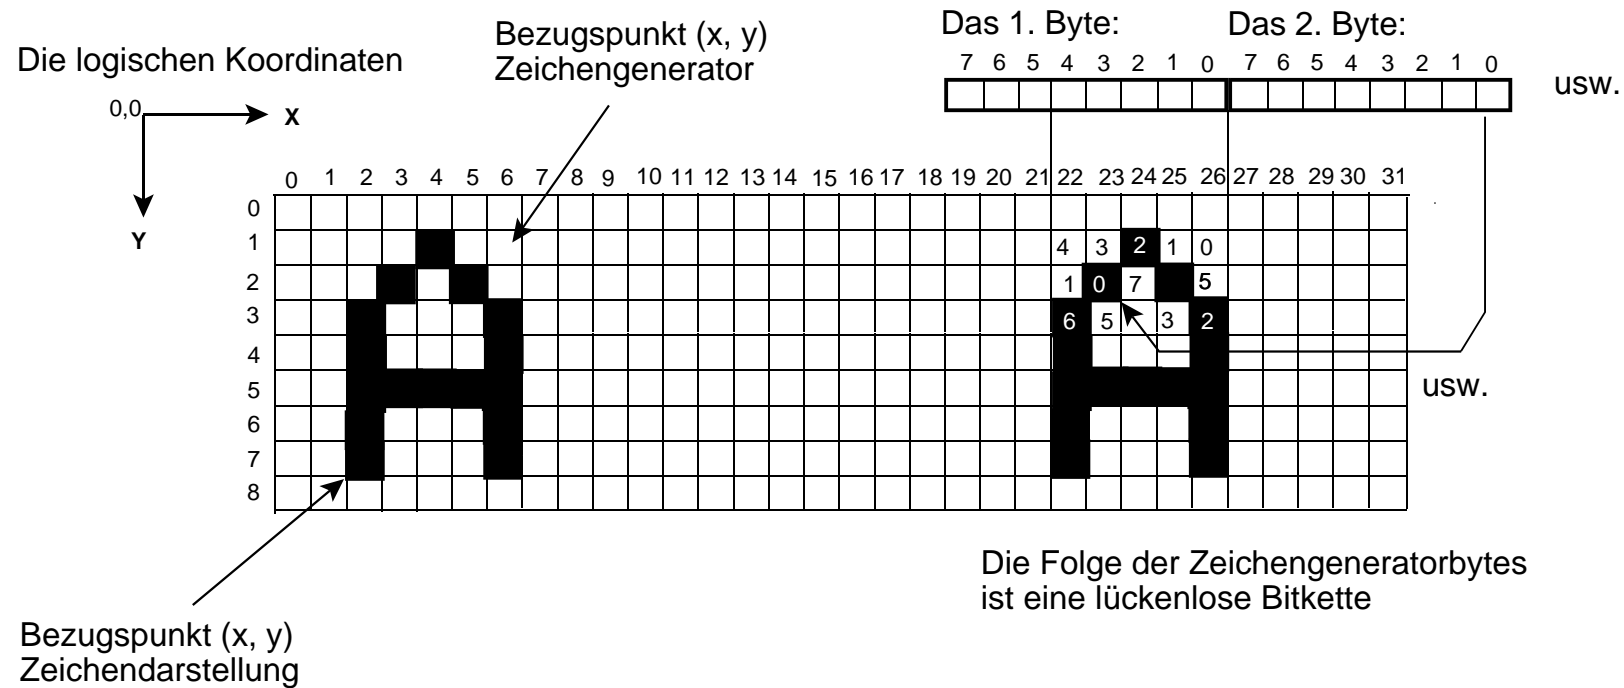 Die logischen Koordinaten
0,0
X
Y
Bezugspunkt (x, y)
Zeichengenerator
Das 1. Byte:
Das 2. Byte:
7 6 5 4 3 2 1 0 7 6 5 4 3 2 1 0
usw.
0 1 2 3 4 5 6 7 8 9 10 11 12 13 14 15 16 17 18 19 20 21 22 23 24 25 26 27 28 29 30 31
0
1 4 3 2 1 0
2 1 0 7 5
3 6 5 3 2
4
5
usw.
6
7
8
Die Folge der Zeichengeneratorbytes
ist eine lückenlose Bitkette
Bezugspunkt (x, y)
Zeichendarstellung